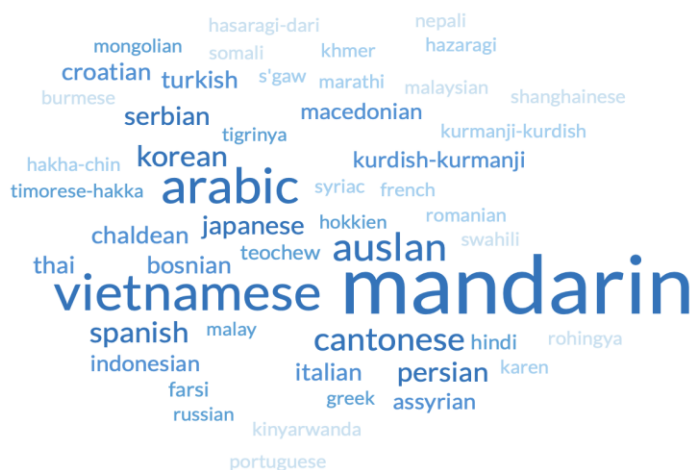 hasaragi-dari nepali
mongolian somali khmer hazaragi
croatian turkish s'gaw marathi malaysian
burmese shanghainese
serbian macedonian
tigrinya kurmanji-kurdish
hakha-chin korean kurdish-kurmanji
timorese-hakka arabic syriac french
chaldean japanese hokkien romanian
teochew auslan swahili
thai bosnian
vietnamese mandarin
spanish malay cantonese hindi rohingya
indonesian italian persian karen
farsi greek assyrian
russian
kinyarwanda
portuguese